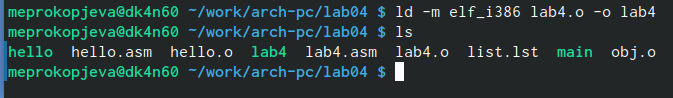 meprokopjeva@dk4n60 ~/work/arch-pc/lab04 $ ld -m elf_i386 lab4.o -o lab4
meprokopjeva@dk4n60 ~/work/arch-pc/lab04 $ ls
hello hello.asm hello.o lab4 lab4.asm lab4.o list.lst main obj.o
meprokopjeva@dk4n60 ~/work/arch-pc/lab04 $